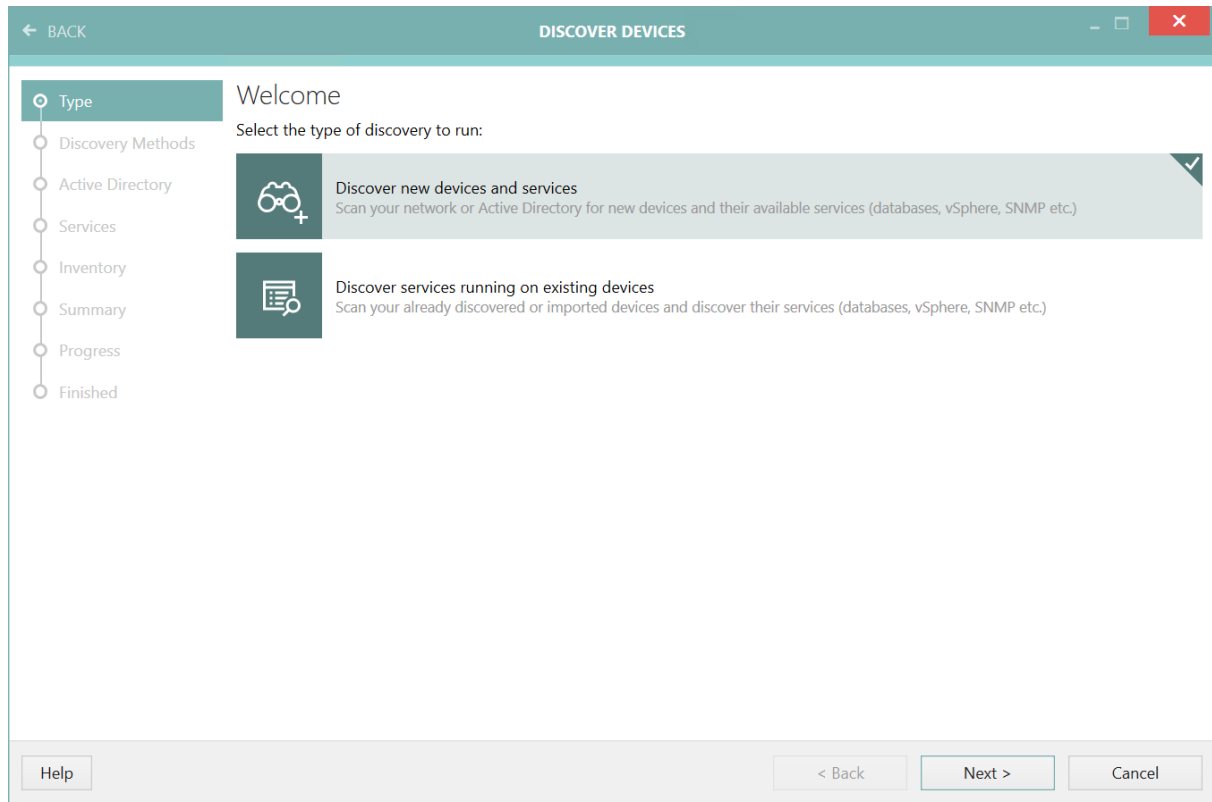 BACK
DISCOVER DEVICES
Type
Discovery Methods
Active Directory
Services
Inventory
Summary
Progress
Finished
Welcome
Select the type of discovery to run:
Discover new devices and services
Scan your network or Active Directory for new devices and their available services (databases, vSphere, SNMP etc.)
Discover services running on existing devices
Scan your already discovered or imported devices and discover their services (databases, vSphere, SNMP etc.)
Help
< Back
Next >
Cancel